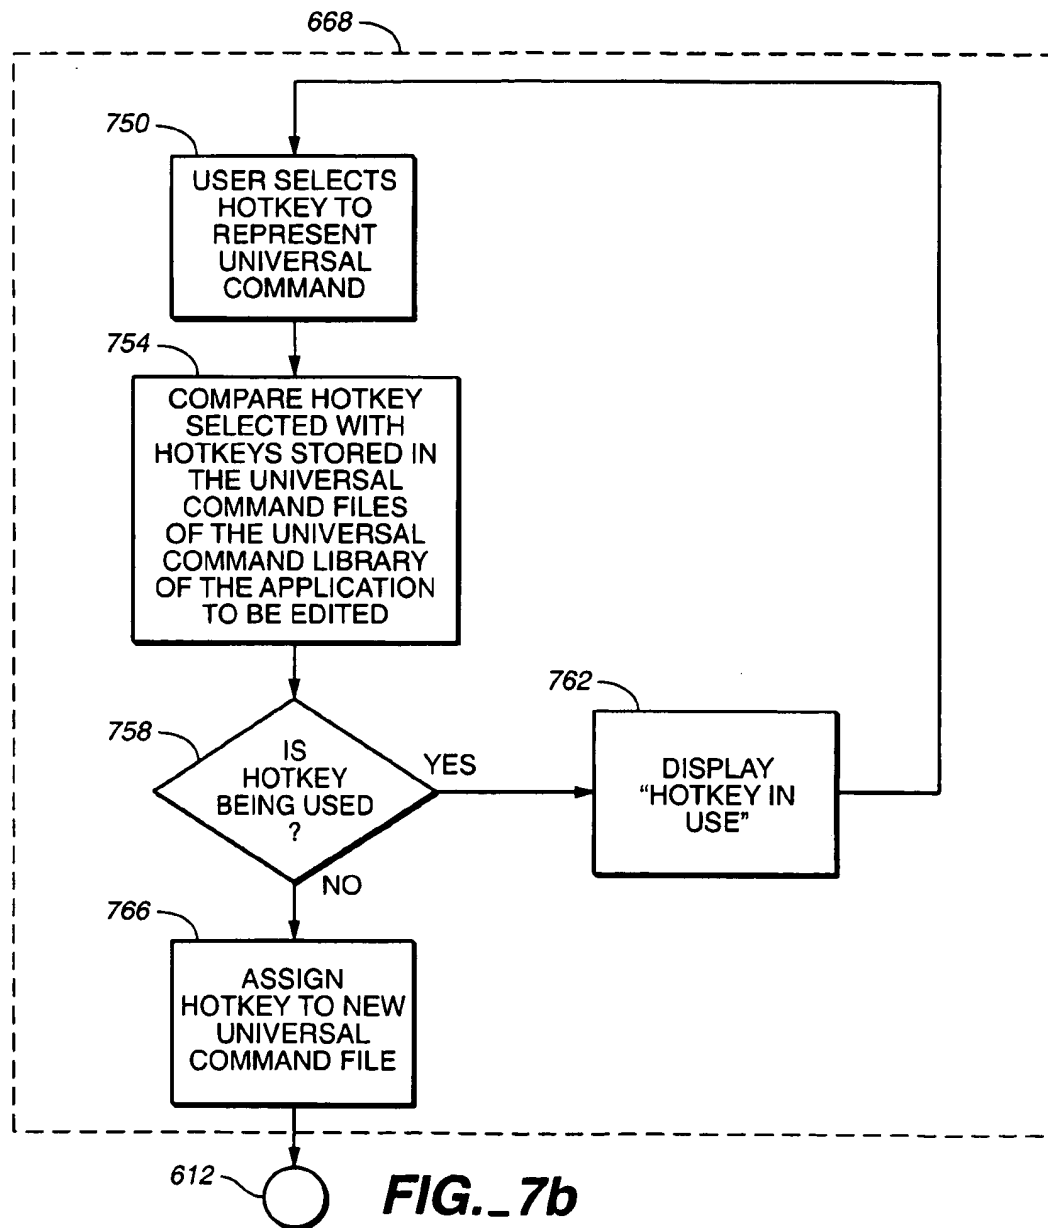 668
750
USER SELECTS
HOTKEY TO
REPRESENT
UNIVERSAL
COMMAND
754
COMPARE HOTKEY
SELECTED WITH
HOTKEYS STORED IN
THE UNIVERSAL
COMMAND FILES
OF THE UNIVERSAL
COMMAND LIBRARY
OF THE APPLICATION
TO BE EDITED
758
IS
HOTKEY
BEING USED
?
YES
762
DISPLAY
“HOTKEY IN
USE”
NO
766
ASSIGN
HOTKEY TO NEW
UNIVERSAL
COMMAND FILE
612
FIG._7b